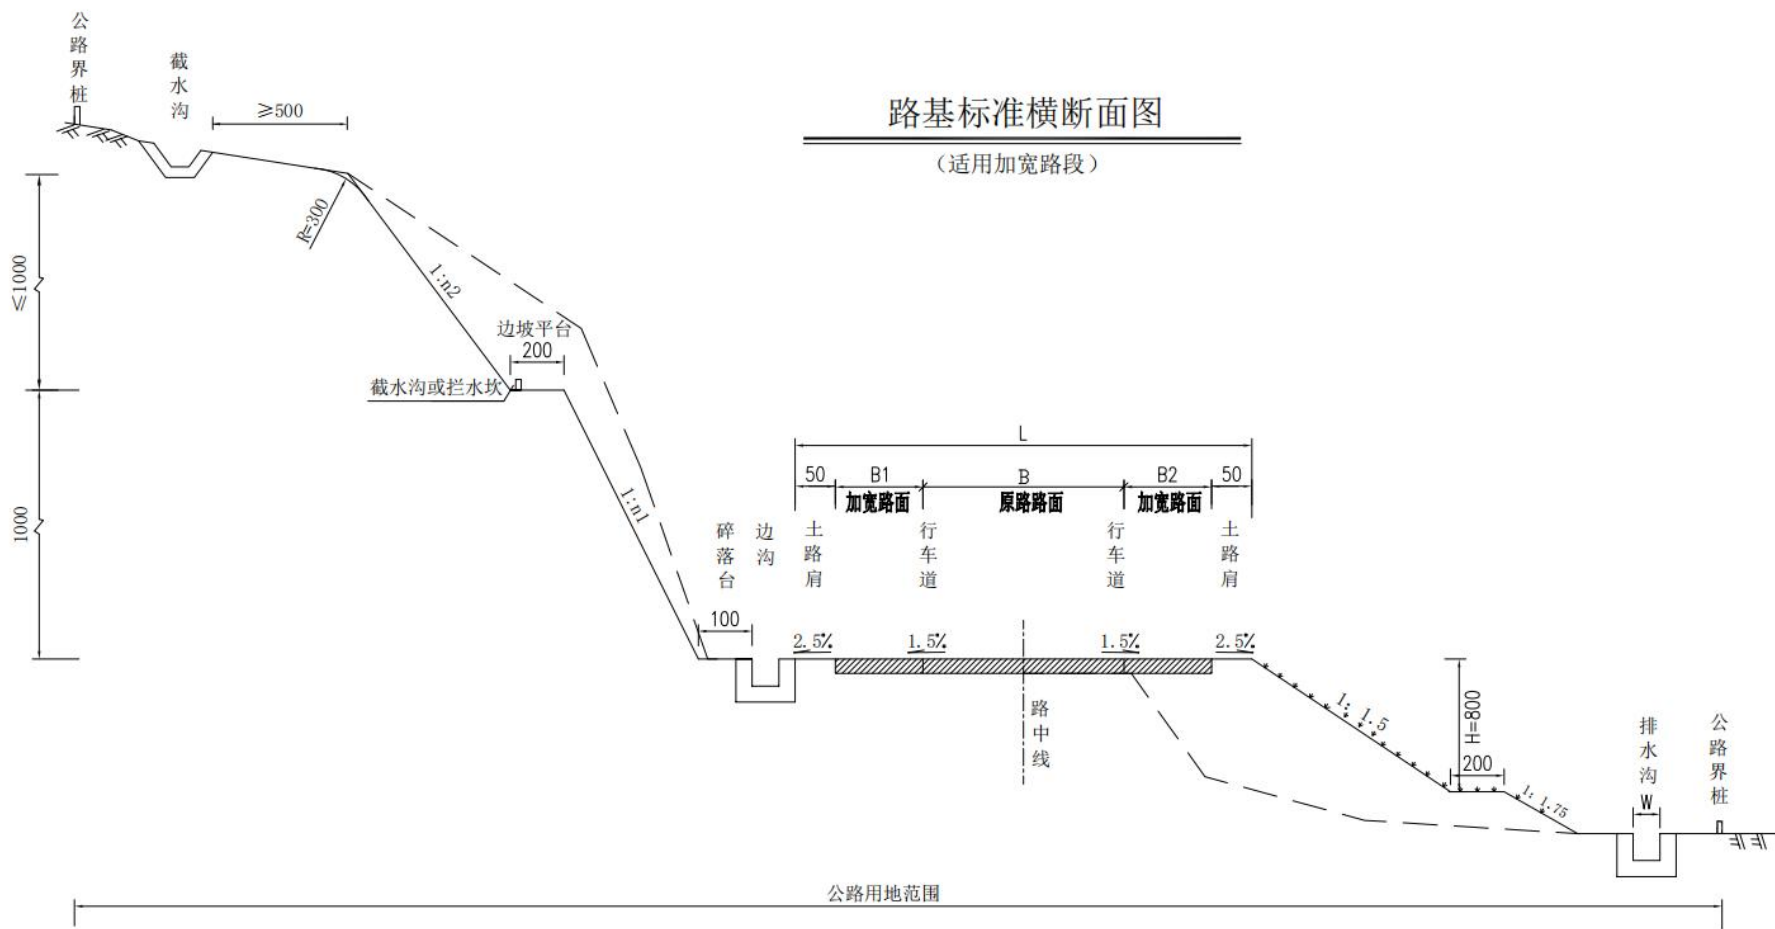 路基标准横断面图
（适用加宽路段）
公路界桩
截水沟
≥500
R=300
≤1000
1:n2
边坡平台
200
截水沟或拦水坎
1000
1:n1
L
50
B1
B
B2
50
加宽路面
原路路面
加宽路面
碎落台
边沟
土路肩
行车道
行车道
土路肩
100
2.5%
1.5%
1.5%
2.5%
路中线
1: 1.5
H=800
200
1: 1.75
排水沟
W
公路界桩
公路用地范围